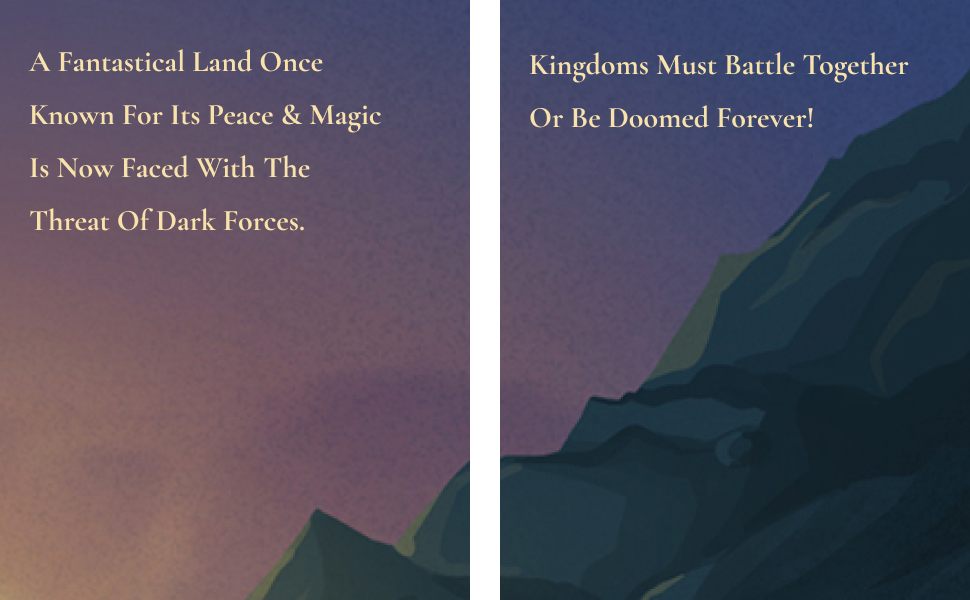 A Fantastical Land Once
Known For Its Peace & Magic
Is Now Faced With The
Threat Of Dark Forces.
Kingdoms Must Battle Together
Or Be Doomed Forever!